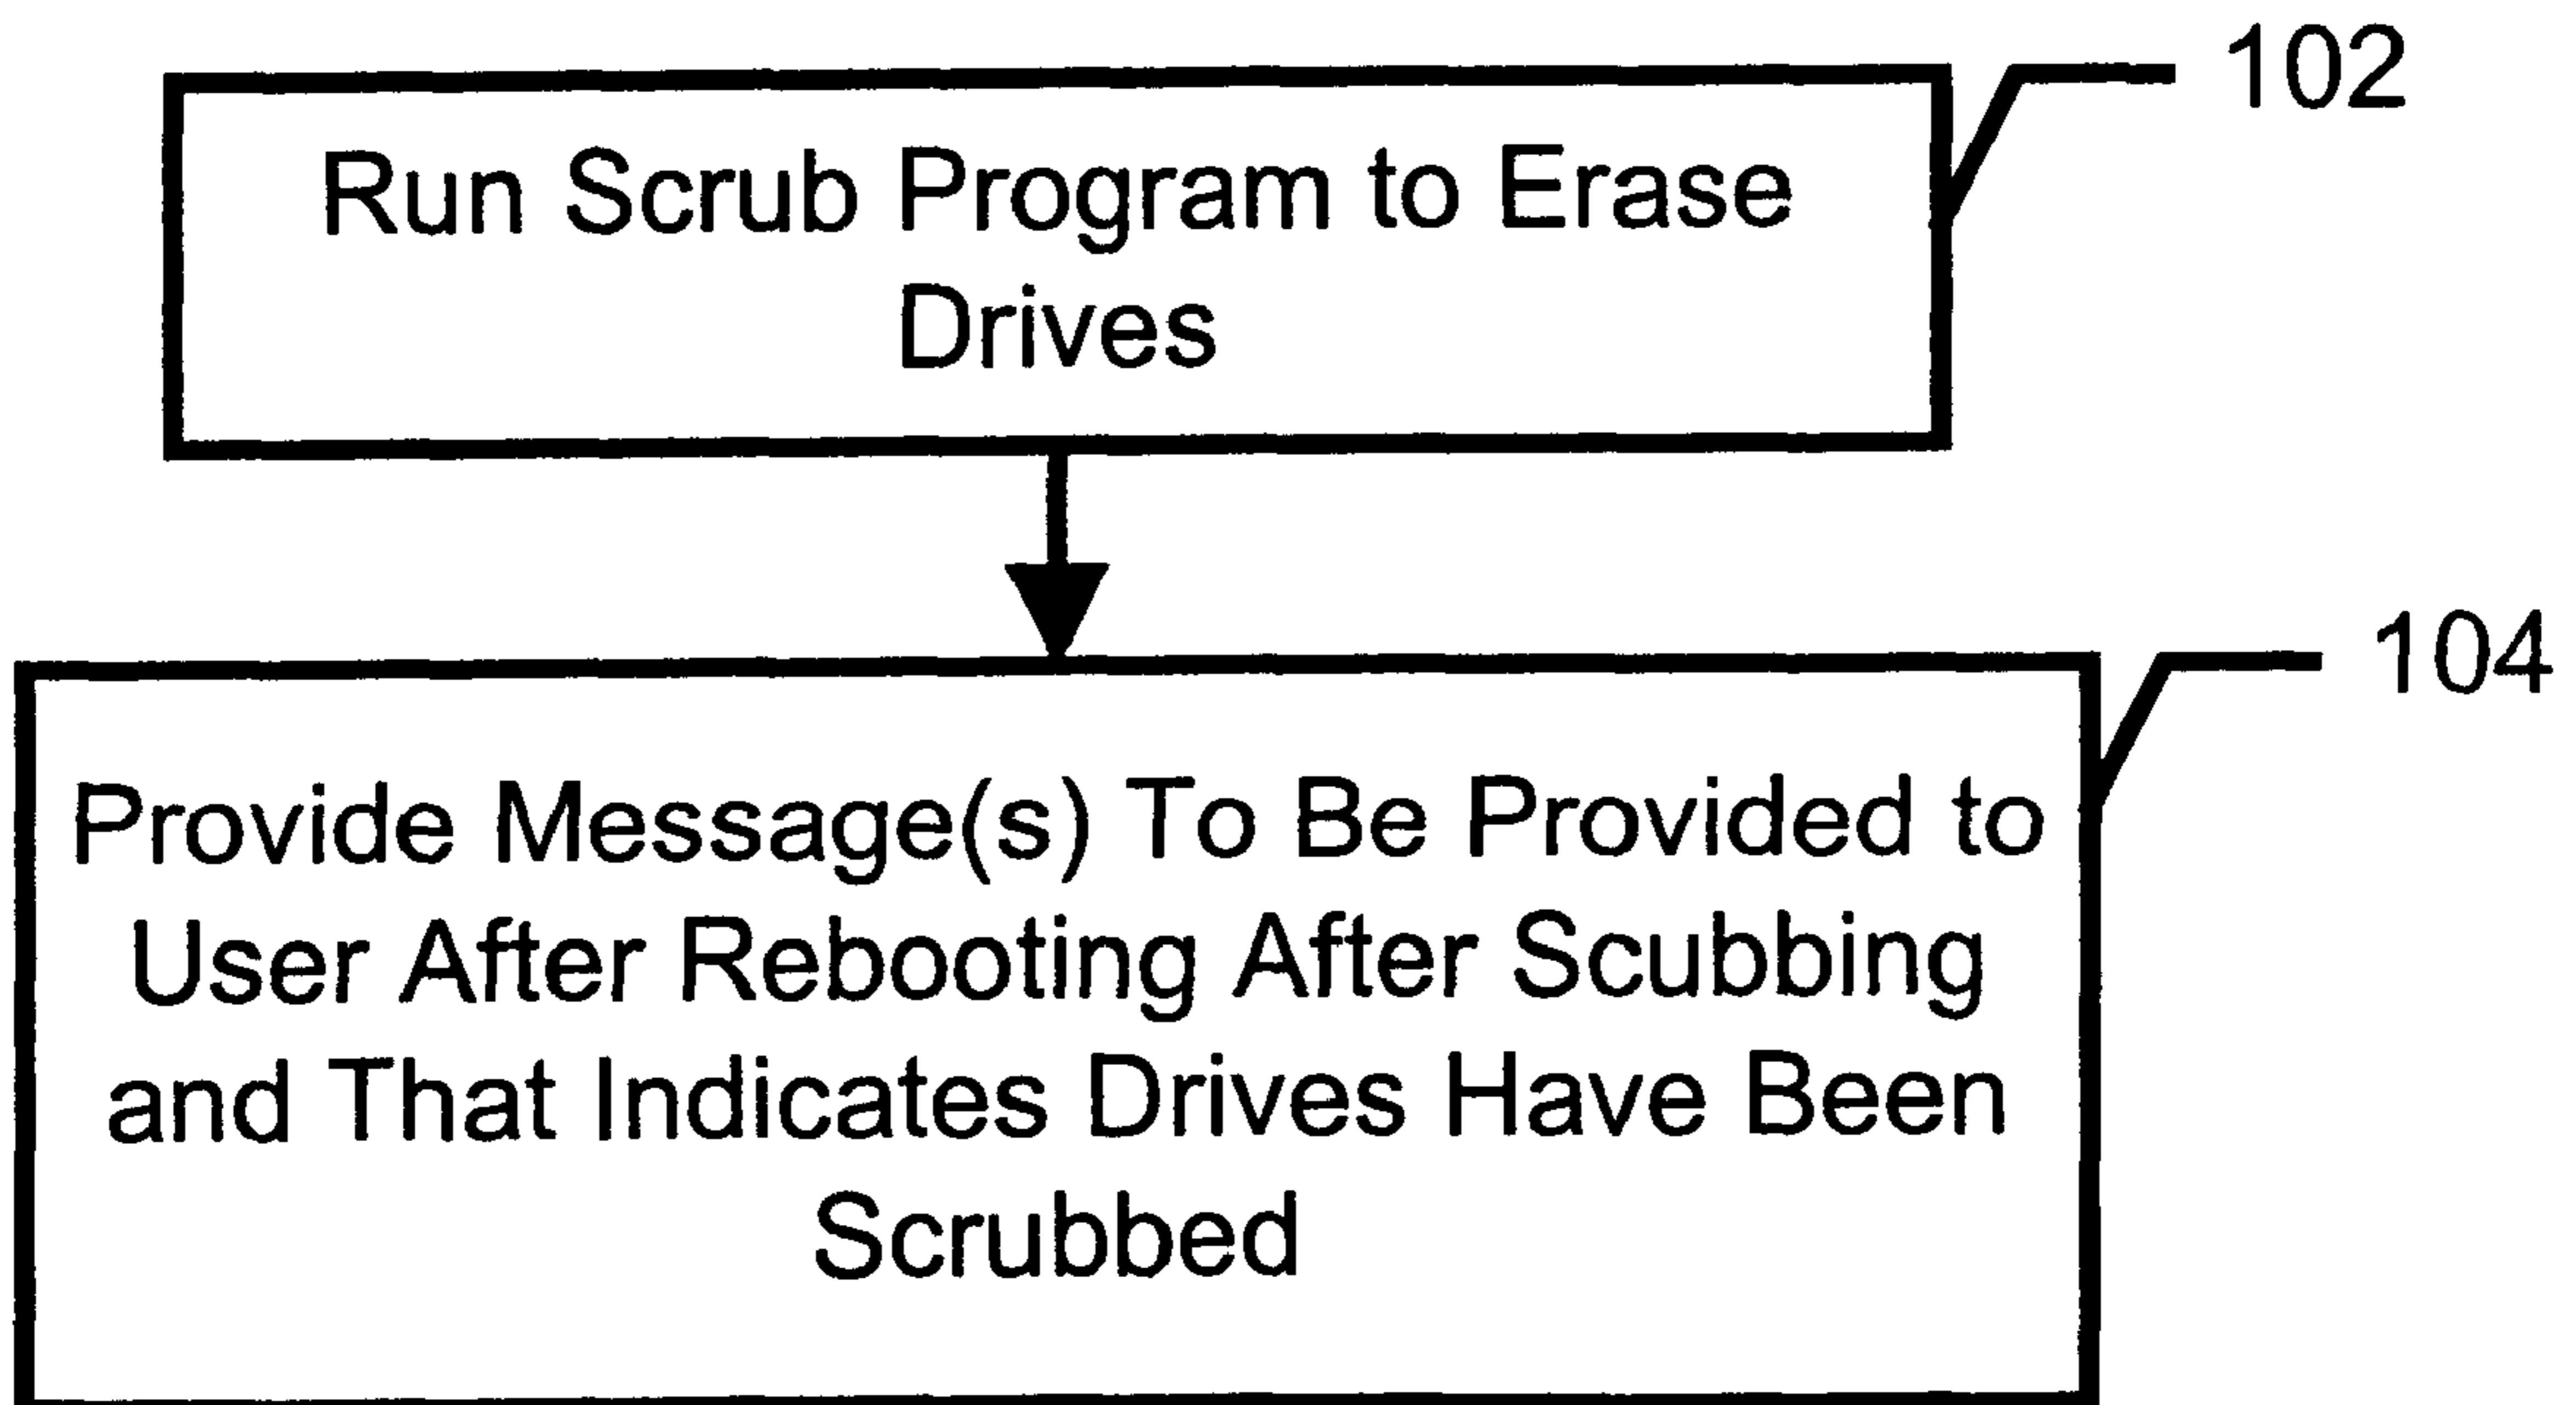 102
Run Scrub Program to Erase
Drives
104
Provide Message(s) To Be Provided to
User After Rebooting After Scubbing
and That Indicates Drives Have Been
Scrubbed